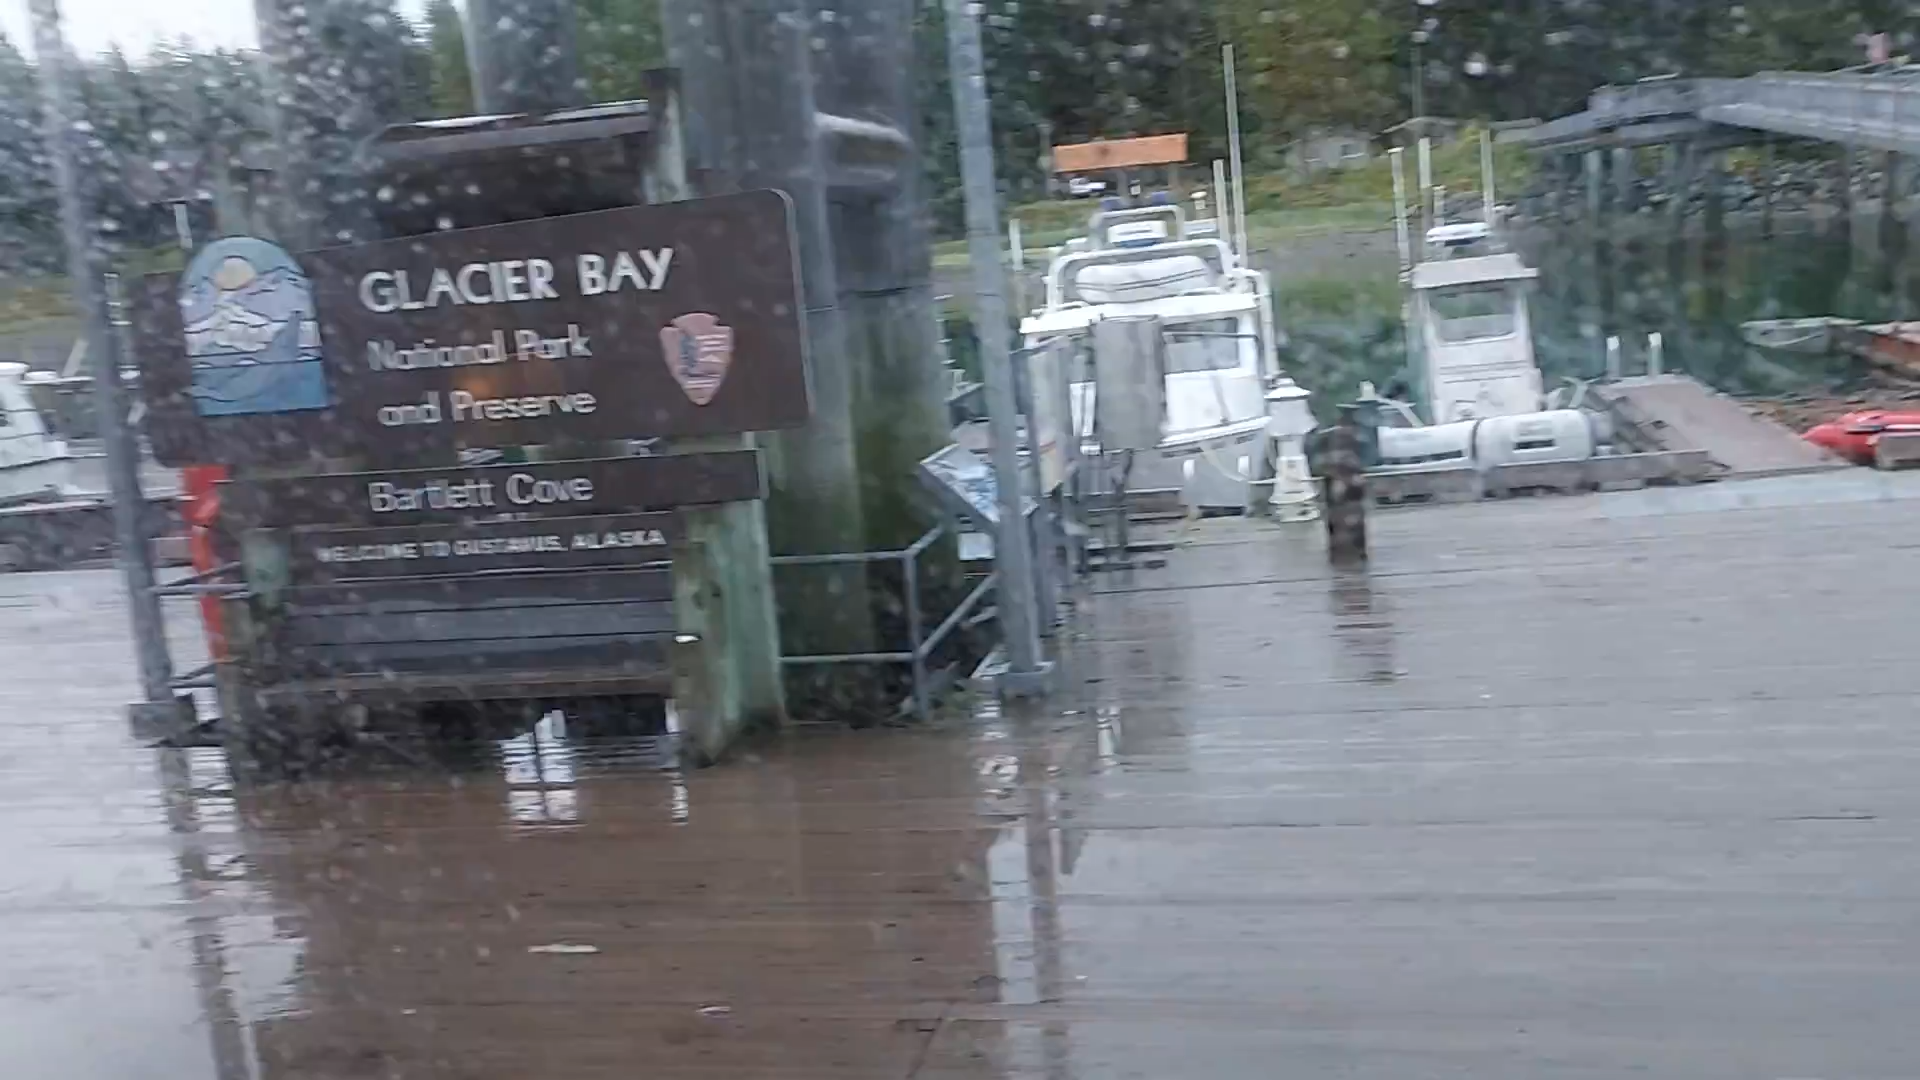 GLACIER BAY
National Park
and Preserve
Bartlett Cove
WELCOME TO GUSTAVUS, ALASKA